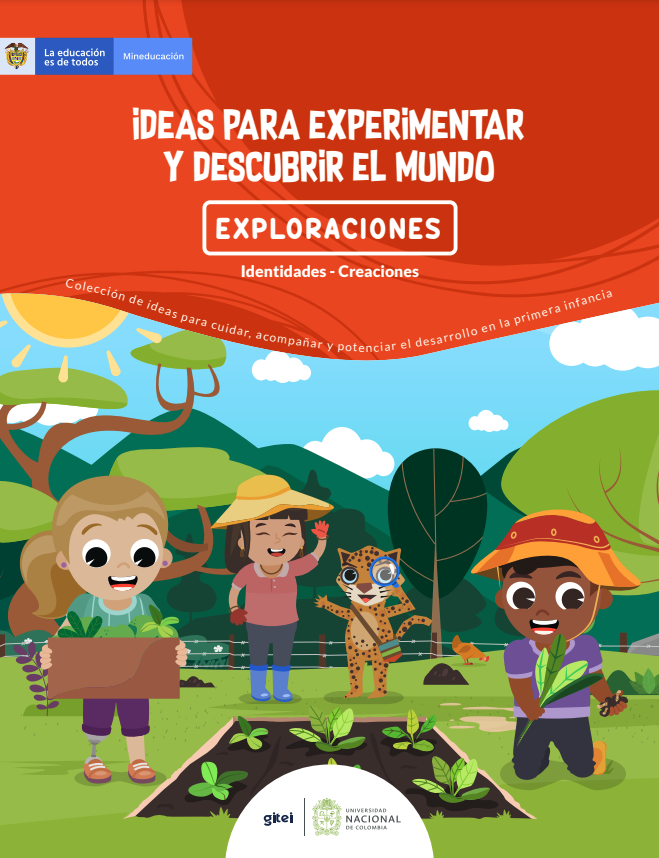 La educación
es de todos
Mineducación
iDEAS PARA EXPERiMENTAR
Y DESCUBRiR EL MUNDO
EXPLORACIONES
Identidades - Creaciones
Colección de ideas para cuidar, acompañar y potenciar el desarrollo en la primera infancia
gitei
UNIVERSIDAD
NACIONAL
DE COLOMBIA